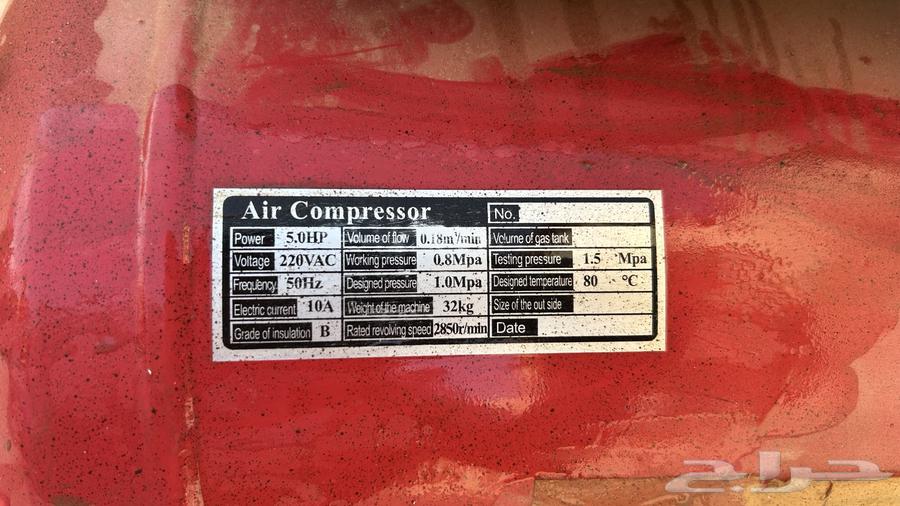 Air Compressor No.
Power 5.0HP Volume of flow 0.18m³/min Volume of gas tank
Voltage 220VAC Working pressure 0.8Mpa Testing pressure 1.5 Mpa
Frequency 50Hz Designed pressure 1.0Mpa Designed temperature 80 °C
Electric current 10A Weight of the machine 32kg Size of the out side
Grade of insulation B Rated revolving speed 2850r/min Date
حراج